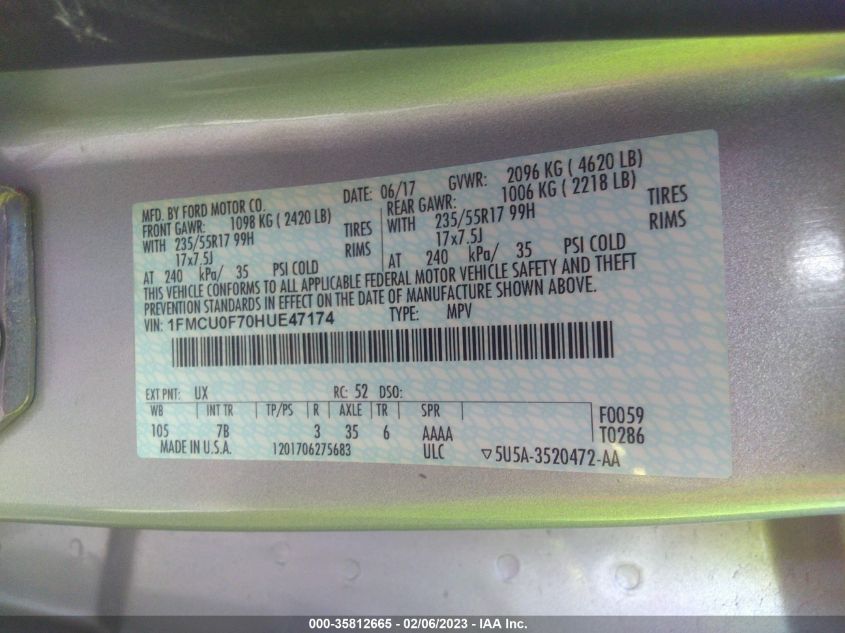 MFD. BY FORD MOTOR CO. DATE: 06/17 GVWR: 2096 KG ( 4620 LB)
FRONT GAWR: 1098 KG ( 2420 LB) REAR GAWR: 1006 KG ( 2218 LB)
WITH 235/55R17 99H TIRES WITH 235/55R17 99H TIRES
17x7.5J RIMS 17x7.5J RIMS
AT 240 kPa/ 35 PSI COLD AT 240 kPa/ 35 PSI COLD
THIS VEHICLE CONFORMS TO ALL APPLICABLE FEDERAL MOTOR VEHICLE SAFETY AND THEFT
PREVENTION STANDARDS IN EFFECT ON THE DATE OF MANUFACTURE SHOWN ABOVE.
VIN: 1FMCU0F70HUE47174 TYPE: MPV
EXT PNT: UX RC: 52 DSO:
WB INT TR TP/PS R AXLE TR SPR F0059
105 7B 3 35 6 AAAA T0286
MADE IN U.S.A. 1201706275683 ULC ▽5U5A-3520472-AA
000-35812665 - 02/06/2023 - IAA Inc.